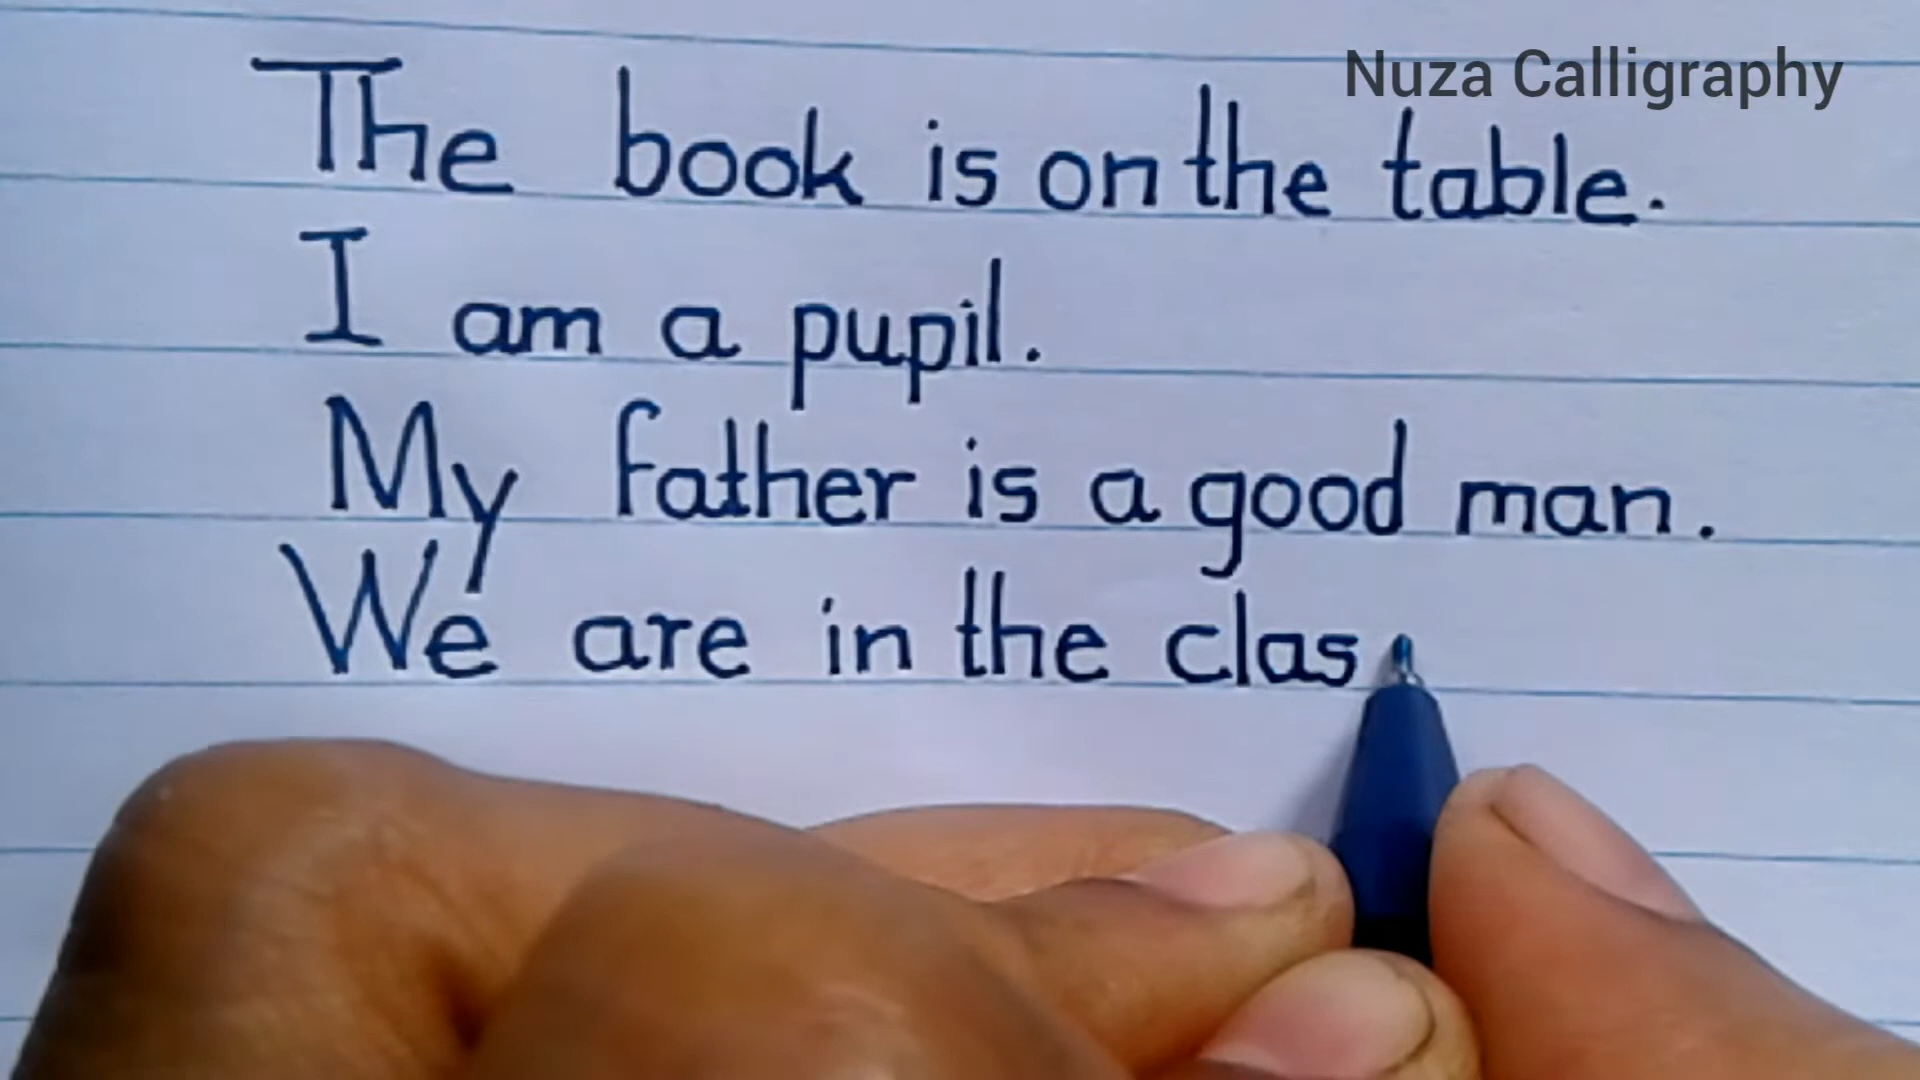 Nuza Calligraphy
The book is on the table.
I am a pupil.
My father is a good man.
We are in the clas